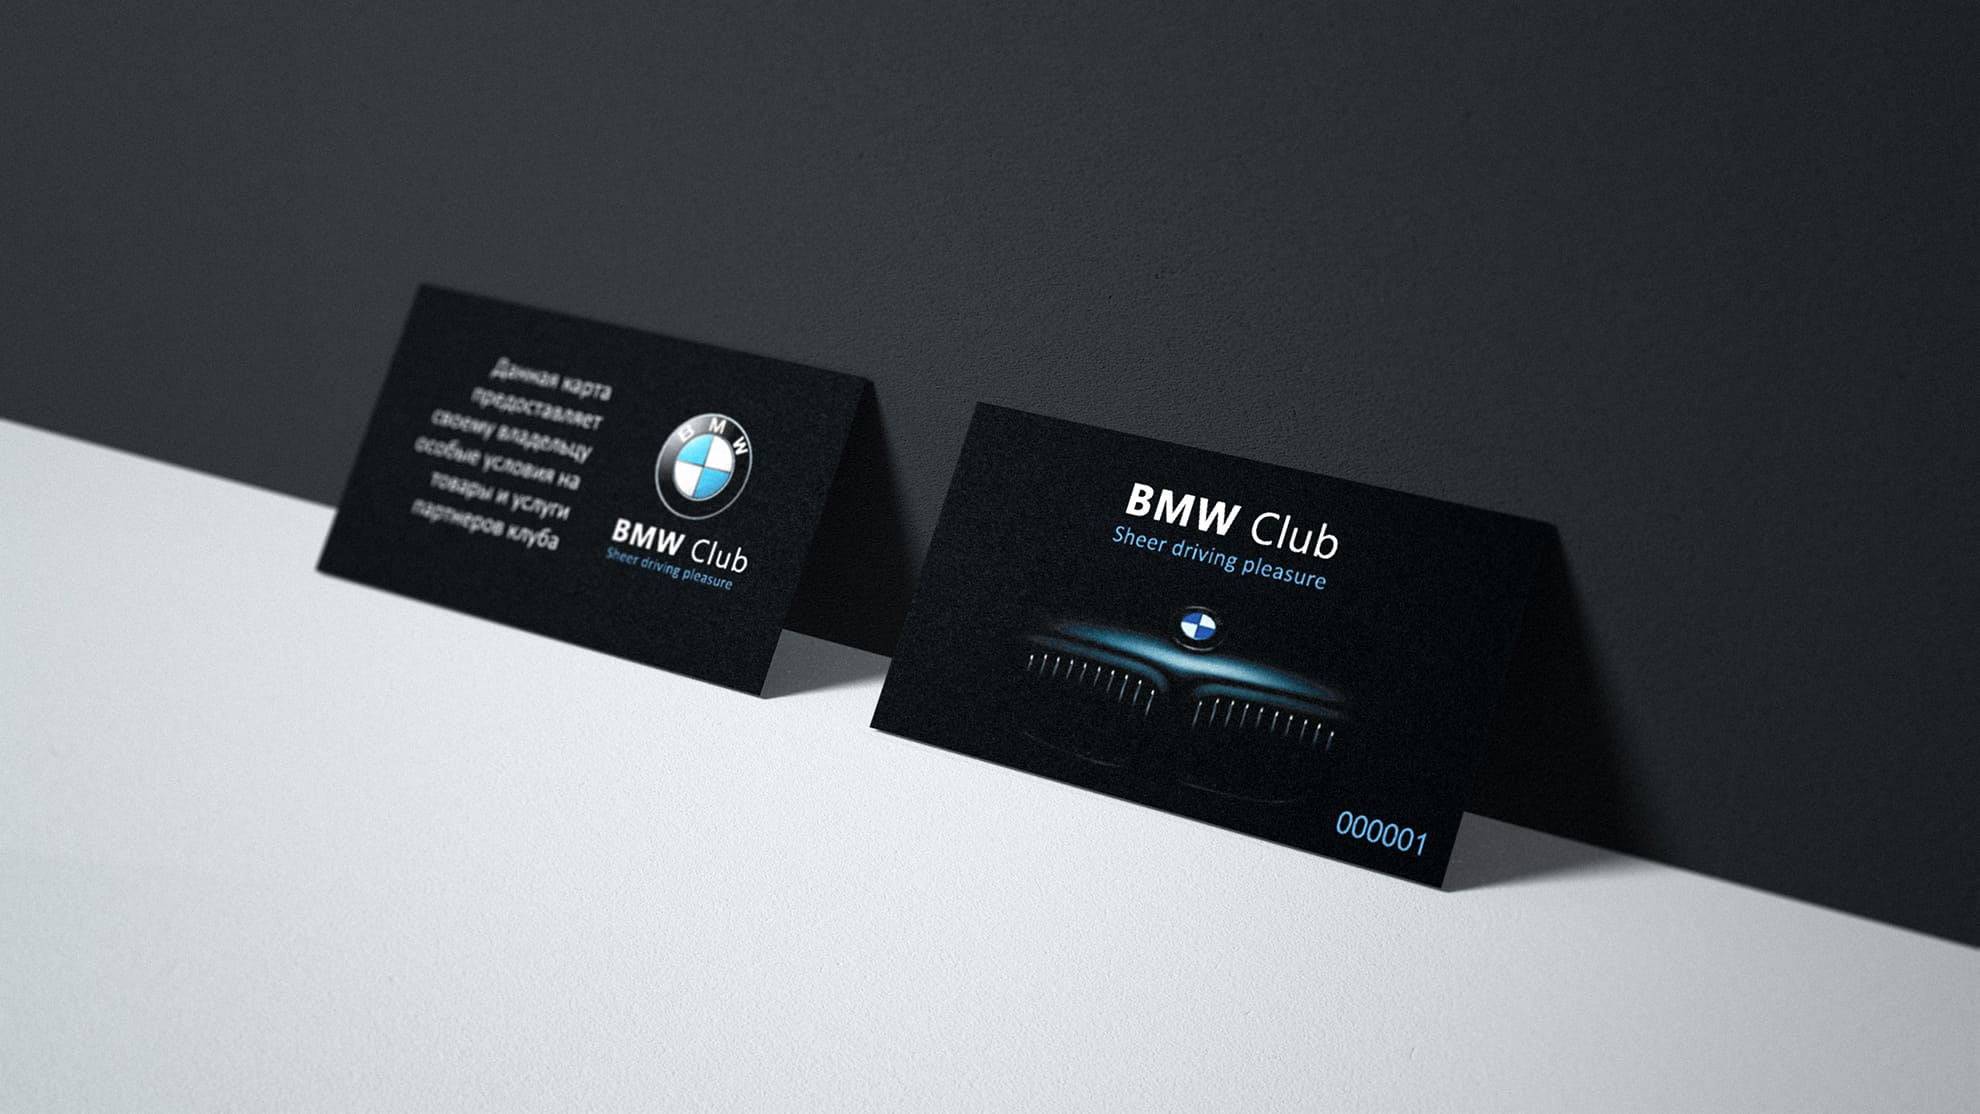 Данная карта
предоставляет
своему владельцу
особые условия на
товары и услуги
партнеров клуба
BMW
BMW Club
Sheer driving pleasure
BMW Club
Sheer driving pleasure
000001